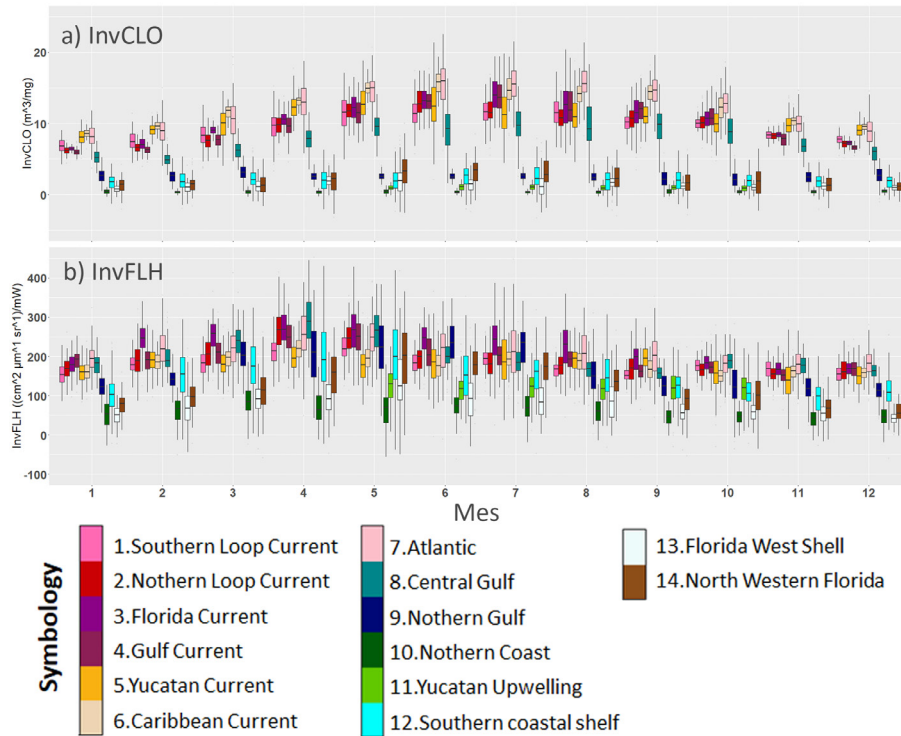 a) InvCLO
InvCLO (m^3/mg)
20
10
0
b) InvFLH
InvFLH ((cm^2 µm^1 sr^1)/mW)
400
300
200
100
0
-100
1 2 3 4 5 6 7 8 9 10 11 12
Mes
Symbology
1.Southern Loop Current
2.Nothern Loop Current
3.Florida Current
4.Gulf Current
5.Yucatan Current
6.Caribbean Current
7.Atlantic
8.Central Gulf
9.Nothern Gulf
10.Nothern Coast
11.Yucatan Upwelling
12.Southern coastal shelf
13.Florida West Shell
14.North Western Florida